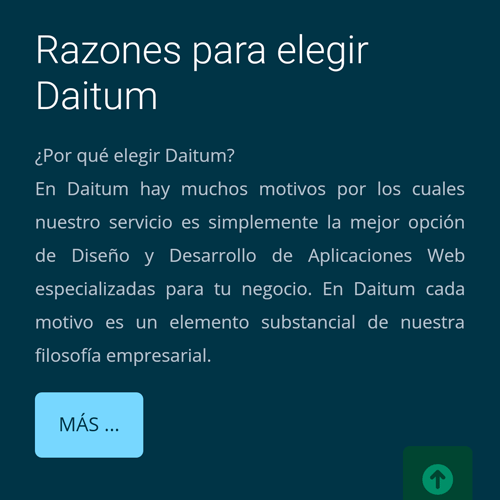 Razones para elegir
Daitum
¿Por qué elegir Daitum?
En Daitum hay muchos motivos por los cuales
nuestro servicio es simplemente la mejor opción
de Diseño y Desarrollo de Aplicaciones Web
especializadas para tu negocio. En Daitum cada
motivo es un elemento substancial de nuestra
filosofía empresarial.
MÁS ...